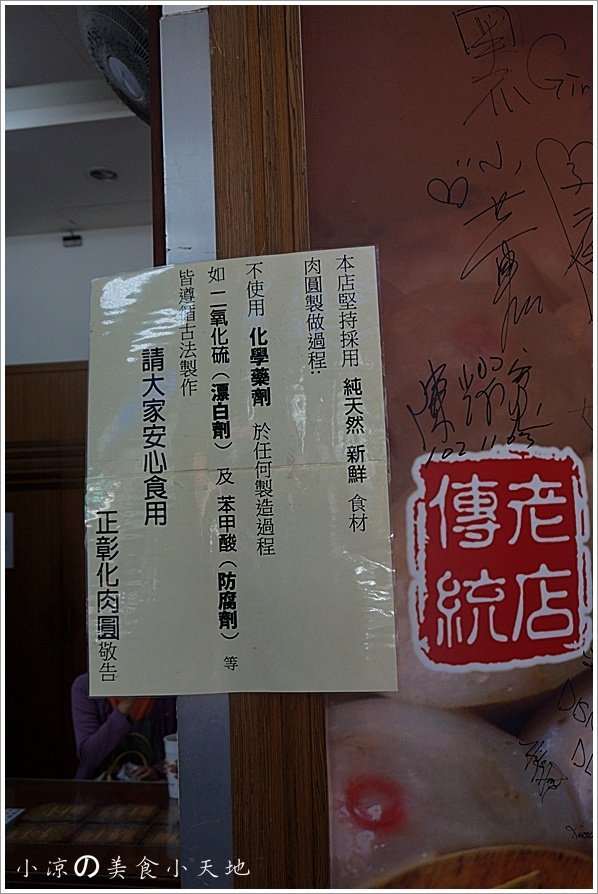 本店堅持採用 純天然 新鮮 食材
肉圓製做過程:
不使用 化學藥劑 於任何製造過程
如 二氧化硫(漂白劑) 及 苯甲酸(防腐劑) 等
皆遵循古法製作
請大家安心食用
正彰化肉圓敬告
老店
傳統
小涼の美食小天地